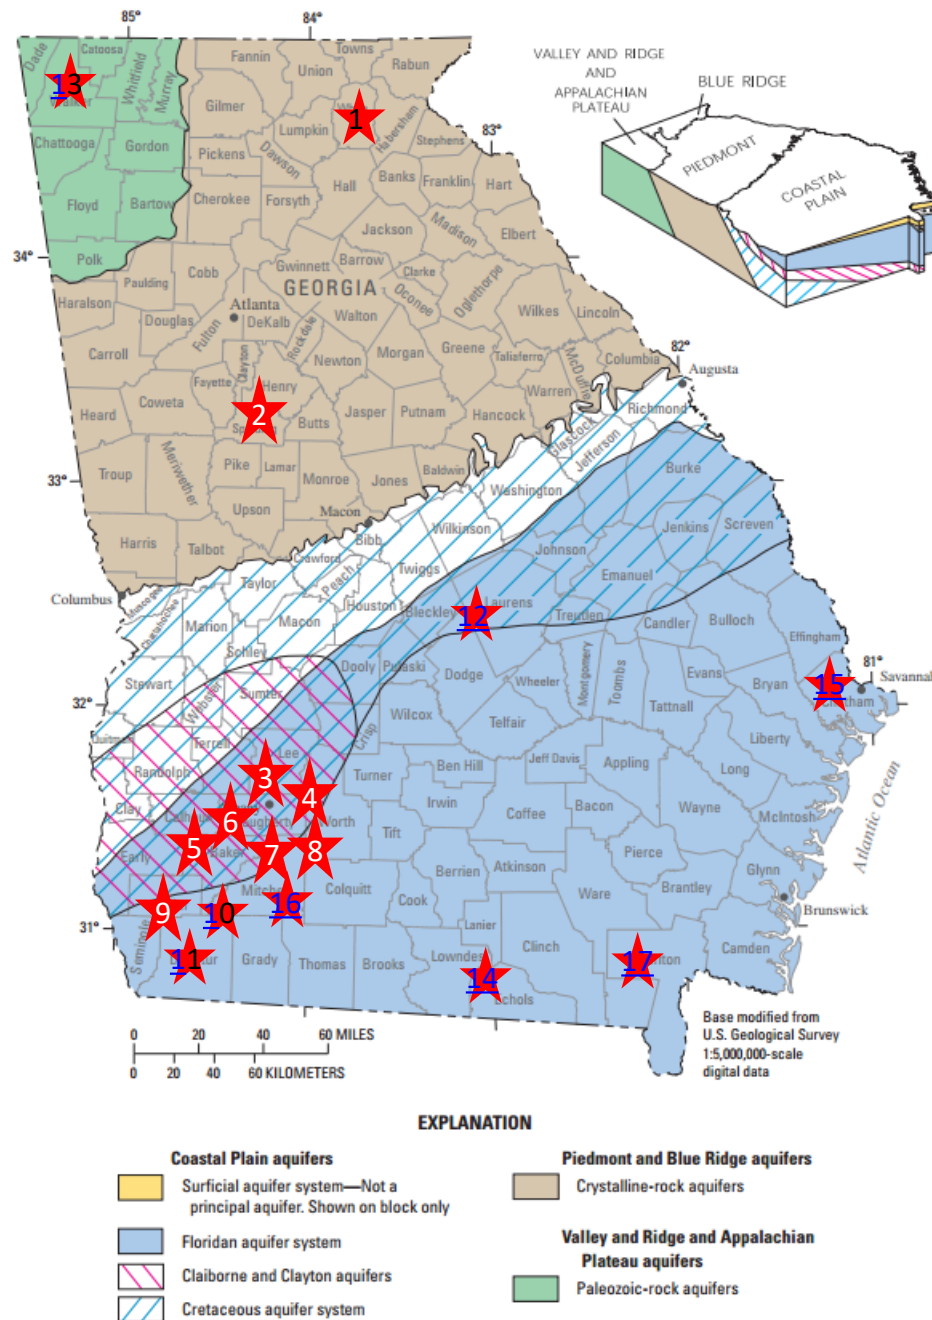 85°
84°
VALLEY AND RIDGE
AND
APPALACHIAN
PLATEAU
BLUE RIDGE
PIEDMONT
COASTAL
PLAIN
Dade
Catoosa
Whitfield
Murray
Fannin
Towns
Union
Rabun
13
Gilmer
1
Lumpkin
Habersham
83°
Stephens
Chattooga
Gordon
Pickens
Dawson
Banks
Franklin
Hart
Hall
Floyd
Bartow
Cherokee
Forsyth
Jackson
Madison
Elbert
34°
Polk
Cobb
Gwinnett
Barrow
Clarke
Oconee
Oglethorpe
Paulding
GEORGIA
Haralson
Atlanta
Wilkes
Lincoln
Douglas
Fulton
DeKalb
Rockdale
Walton
Carroll
Clayton
Newton
Morgan
Greene
Taliaferro
McDuffie
Columbia
82°
Augusta
Fayette
Henry
Warren
Heard
Coweta
2
Butts
Jasper
Putnam
Hancock
Glascock
Richmond
Jefferson
33°
Troup
Meriwether
Pike
Lamar
Monroe
Jones
Baldwin
Washington
Burke
Upson
Macon
Wilkinson
Jenkins
Screven
Harris
Talbot
Bibb
Crawford
Twiggs
Johnson
Emanuel
Columbus
Muscogee
Chattahoochee
Taylor
Peach
Houston
Bleckley
12
Laurens
Treutlen
Candler
Bulloch
Effingham
Marion
Macon
Schley
Dooly
Pulaski
Dodge
Wheeler
Montgomery
Toombs
Evans
Bryan
15
81°
Savannah
Chatham
32°
Stewart
Webster
Sumter
Crisp
Wilcox
Telfair
Tattnall
Liberty
Quitman
Randolph
Terrell
Lee
Turner
Ben Hill
Jeff Davis
Appling
Long
Clay
3
4
Irwin
Coffee
Bacon
Wayne
McIntosh
6
Worth
Tift
5
Early
Baker
7
8
Berrien
Atkinson
Pierce
Glynn
Atlantic Ocean
Colquitt
Cook
Ware
Brantley
Brunswick
9
10
16
31°
Lanier
Seminole
11
Grady
Thomas
Brooks
Lowndes
14
Echols
Clinch
17
Camden
0 20 40 60 MILES
0 20 40 60 KILOMETERS
Base modified from
U.S. Geological Survey
1:5,000,000-scale
digital data
EXPLANATION
Coastal Plain aquifers
Surficial aquifer system—Not a
principal aquifer. Shown on block only
Floridan aquifer system
Claiborne and Clayton aquifers
Cretaceous aquifer system
Piedmont and Blue Ridge aquifers
Crystalline-rock aquifers
Valley and Ridge and Appalachian
Plateau aquifers
Paleozoic-rock aquifers